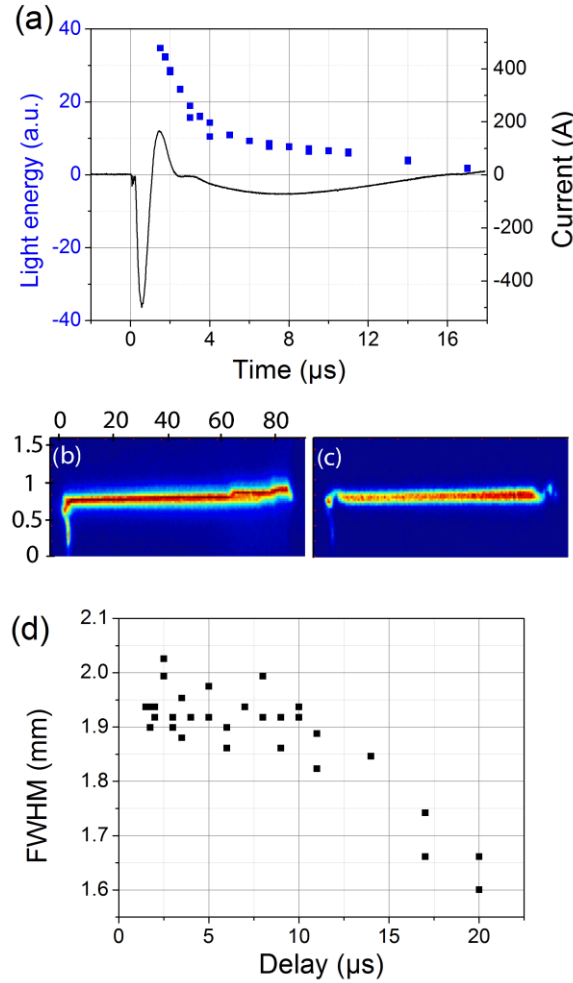 (a)
40
20
0
-20
-40
Light energy (a.u.)
400
200
0
-200
-400
Current (A)
0 4 8 12 16
Time (µs)
0 20 40 60 80
1.5
1
0.5
0
(b)
(c)
(d)
2.1
2.0
1.9
1.8
1.7
1.6
FWHM (mm)
0 5 10 15 20
Delay (µs)